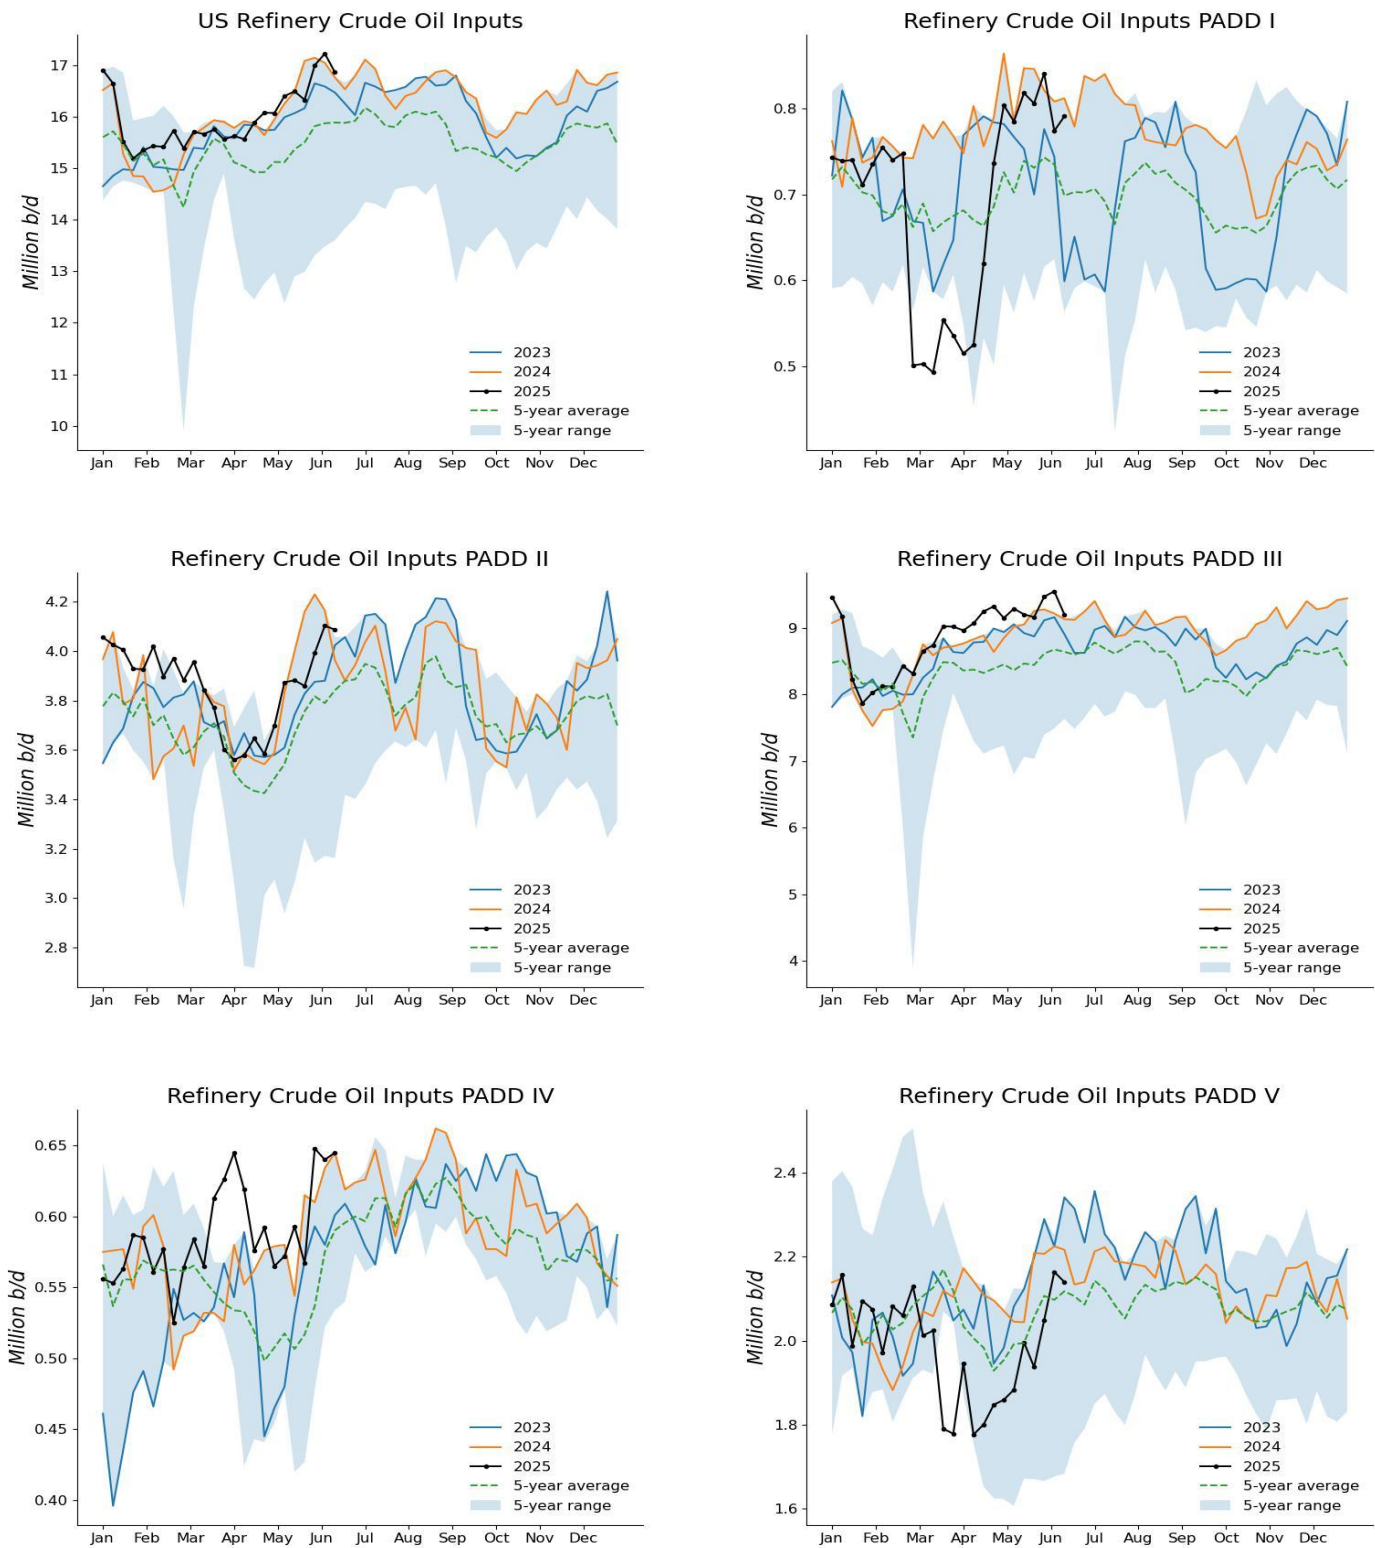 US Refinery Crude Oil Inputs
Million b/d
17
16
15
14
13
12
11
10
Jan Feb Mar Apr May Jun Jul Aug Sep Oct Nov Dec
2023
2024
2025
5-year average
5-year range
Refinery Crude Oil Inputs PADD I
Million b/d
0.8
0.7
0.6
0.5
Jan Feb Mar Apr May Jun Jul Aug Sep Oct Nov Dec
2023
2024
2025
5-year average
5-year range
Refinery Crude Oil Inputs PADD II
Million b/d
4.2
4.0
3.8
3.6
3.4
3.2
3.0
2.8
Jan Feb Mar Apr May Jun Jul Aug Sep Oct Nov Dec
2023
2024
2025
5-year average
5-year range
Refinery Crude Oil Inputs PADD III
Million b/d
9
8
7
6
5
4
Jan Feb Mar Apr May Jun Jul Aug Sep Oct Nov Dec
2023
2024
2025
5-year average
5-year range
Refinery Crude Oil Inputs PADD IV
Million b/d
0.65
0.60
0.55
0.50
0.45
0.40
Jan Feb Mar Apr May Jun Jul Aug Sep Oct Nov Dec
2023
2024
2025
5-year average
5-year range
Refinery Crude Oil Inputs PADD V
Million b/d
2.4
2.2
2.0
1.8
1.6
Jan Feb Mar Apr May Jun Jul Aug Sep Oct Nov Dec
2023
2024
2025
5-year average
5-year range